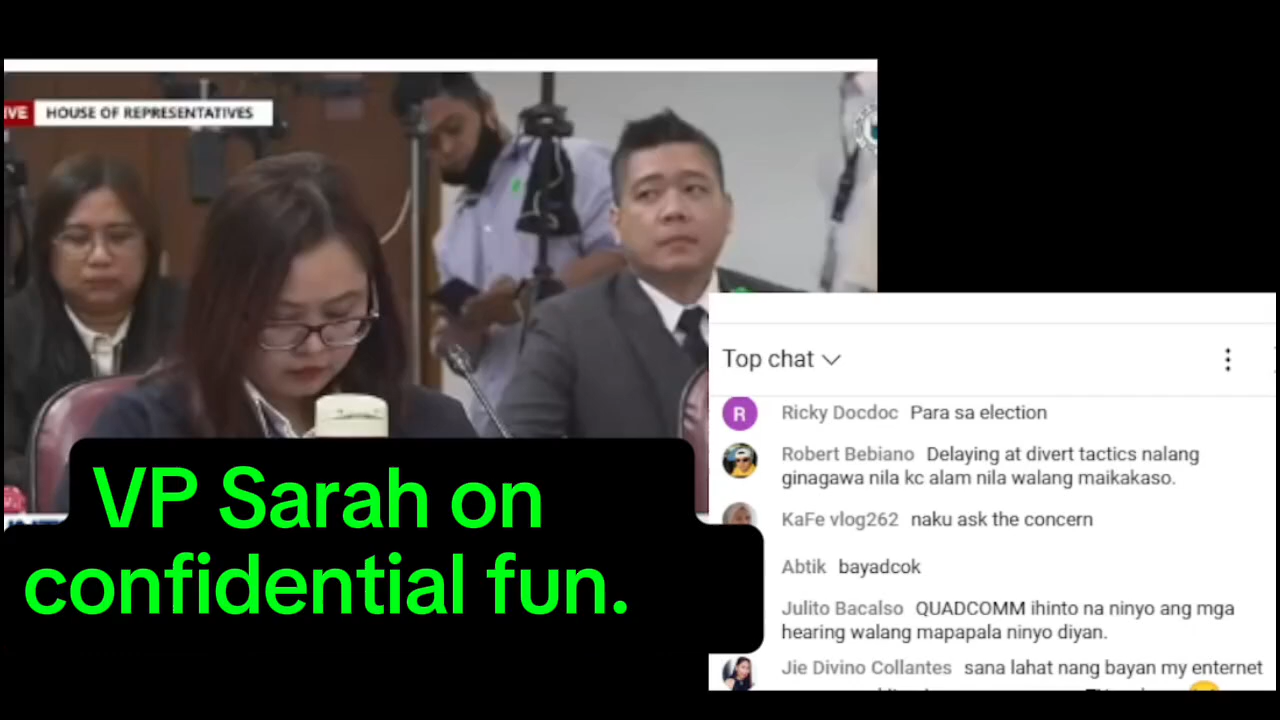 IVE HOUSE OF REPRESENTATIVES
VP Sarah on
confidential fun.
Top chat
R Ricky Docdoc Para sa election
Robert Bebiano Delaying at divert tactics nalang
ginagawa nila kc alam nila walang maikakaso.
KaFe vlog262 naku ask the concern
Abtik bayadcok
Julito Bacalso QUADCOMM ihinto na ninyo ang mga
hearing walang mapapala ninyo diyan.
Jie Divino Collantes sana lahat nang bayan my enternet